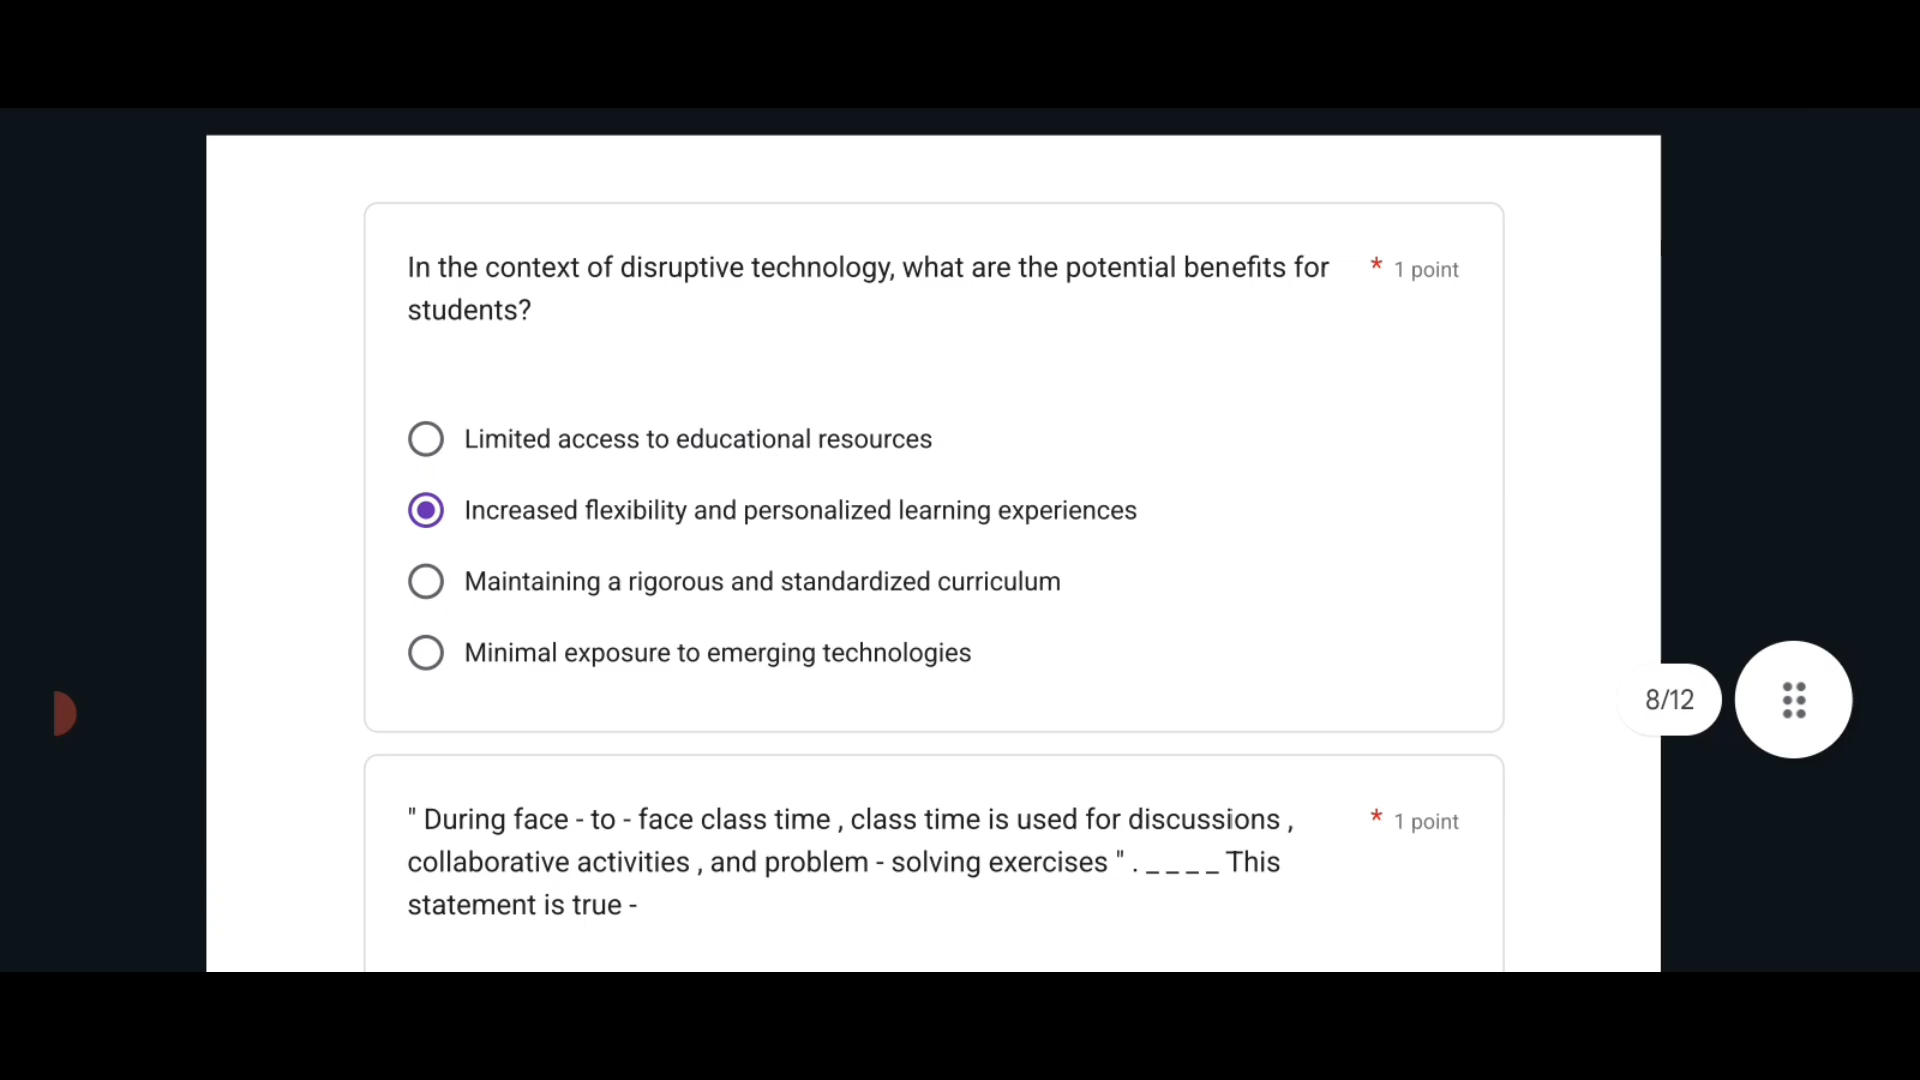 In the context of disruptive technology, what are the potential benefits for * 1 point
students?
Limited access to educational resources
Increased flexibility and personalized learning experiences
Maintaining a rigorous and standardized curriculum
Minimal exposure to emerging technologies
8/12
" During face - to - face class time , class time is used for discussions , * 1 point
collaborative activities , and problem - solving exercises " . _ _ _ _ This
statement is true -